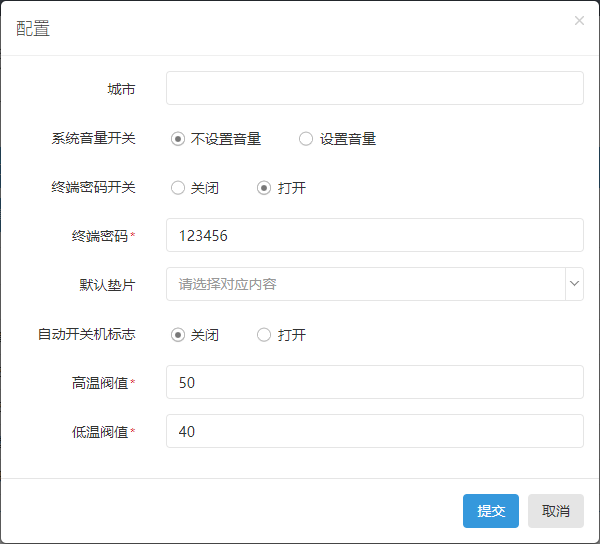 配置
城市
系统音量开关 不设置音量 设置音量
终端密码开关 关闭 打开
终端密码* 123456
默认垫片 请选择对应内容
自动开关机标志 关闭 打开
高温阀值* 50
低温阀值* 40
提交 取消